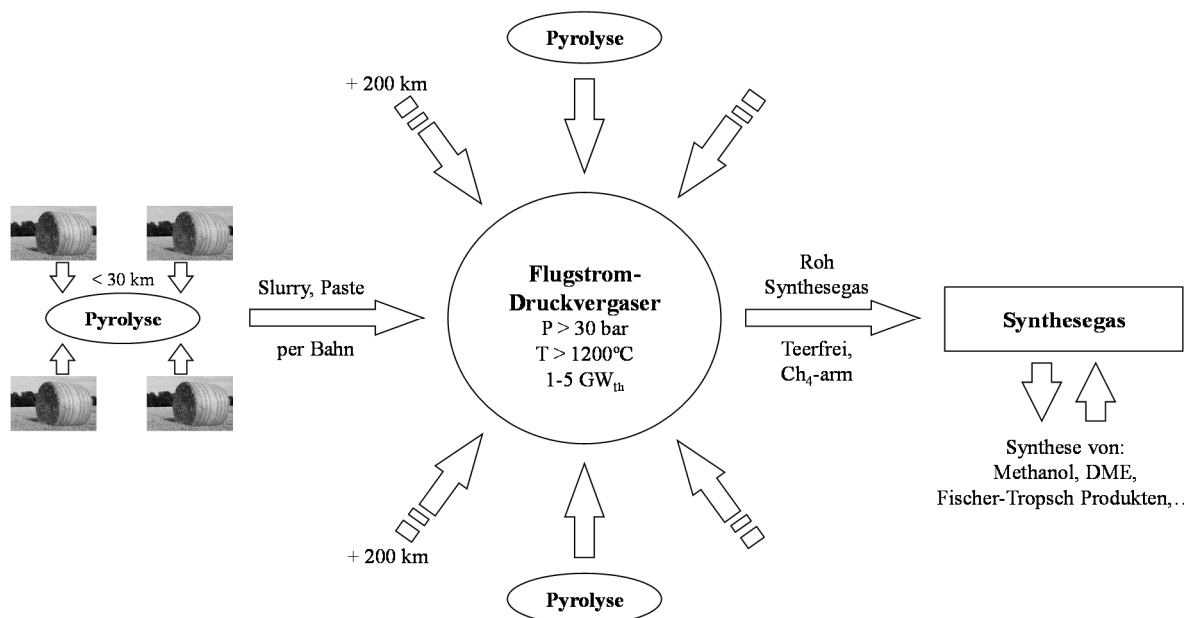 Pyrolyse
+ 200 km
< 30 km
Pyrolyse
Slurry, Paste
per Bahn
Flugstrom-
Druckvergaser
P > 30 bar
T > 1200ºC
1-5 GWth
Roh
Synthesegas
Teerfrei,
Ch4-arm
Synthesegas
Synthese von:
Methanol, DME,
Fischer-Tropsch Produkten,…
+ 200 km
Pyrolyse